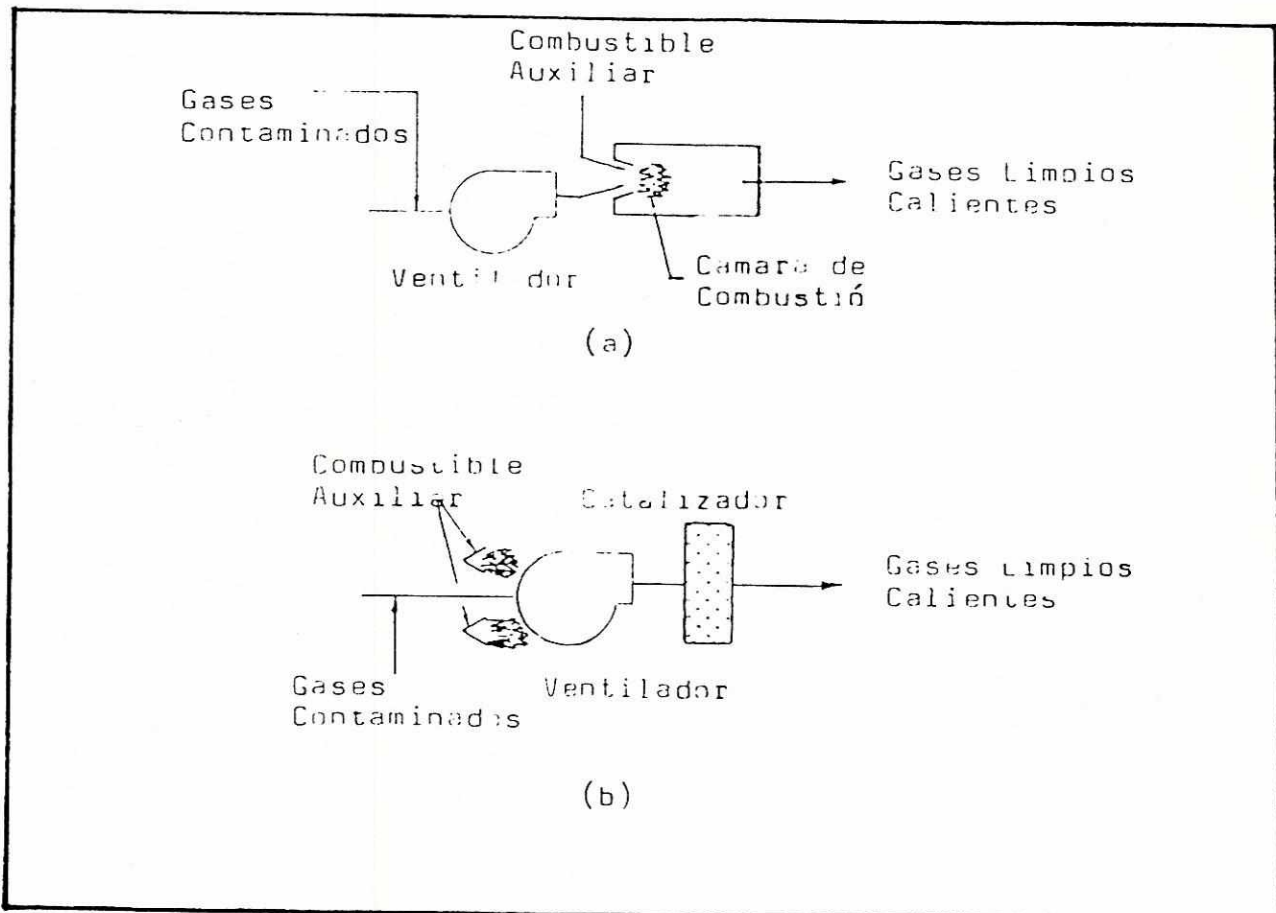 Combustible
Auxiliar
Gases
Contaminados
Gases Limpios
Calientes
Ventilador
Camara de
Combustió
(a)
Combustible
Auxiliar
Catalizador
Gases Limpios
Calientes
Gases
Contaminados
Ventilador
(b)